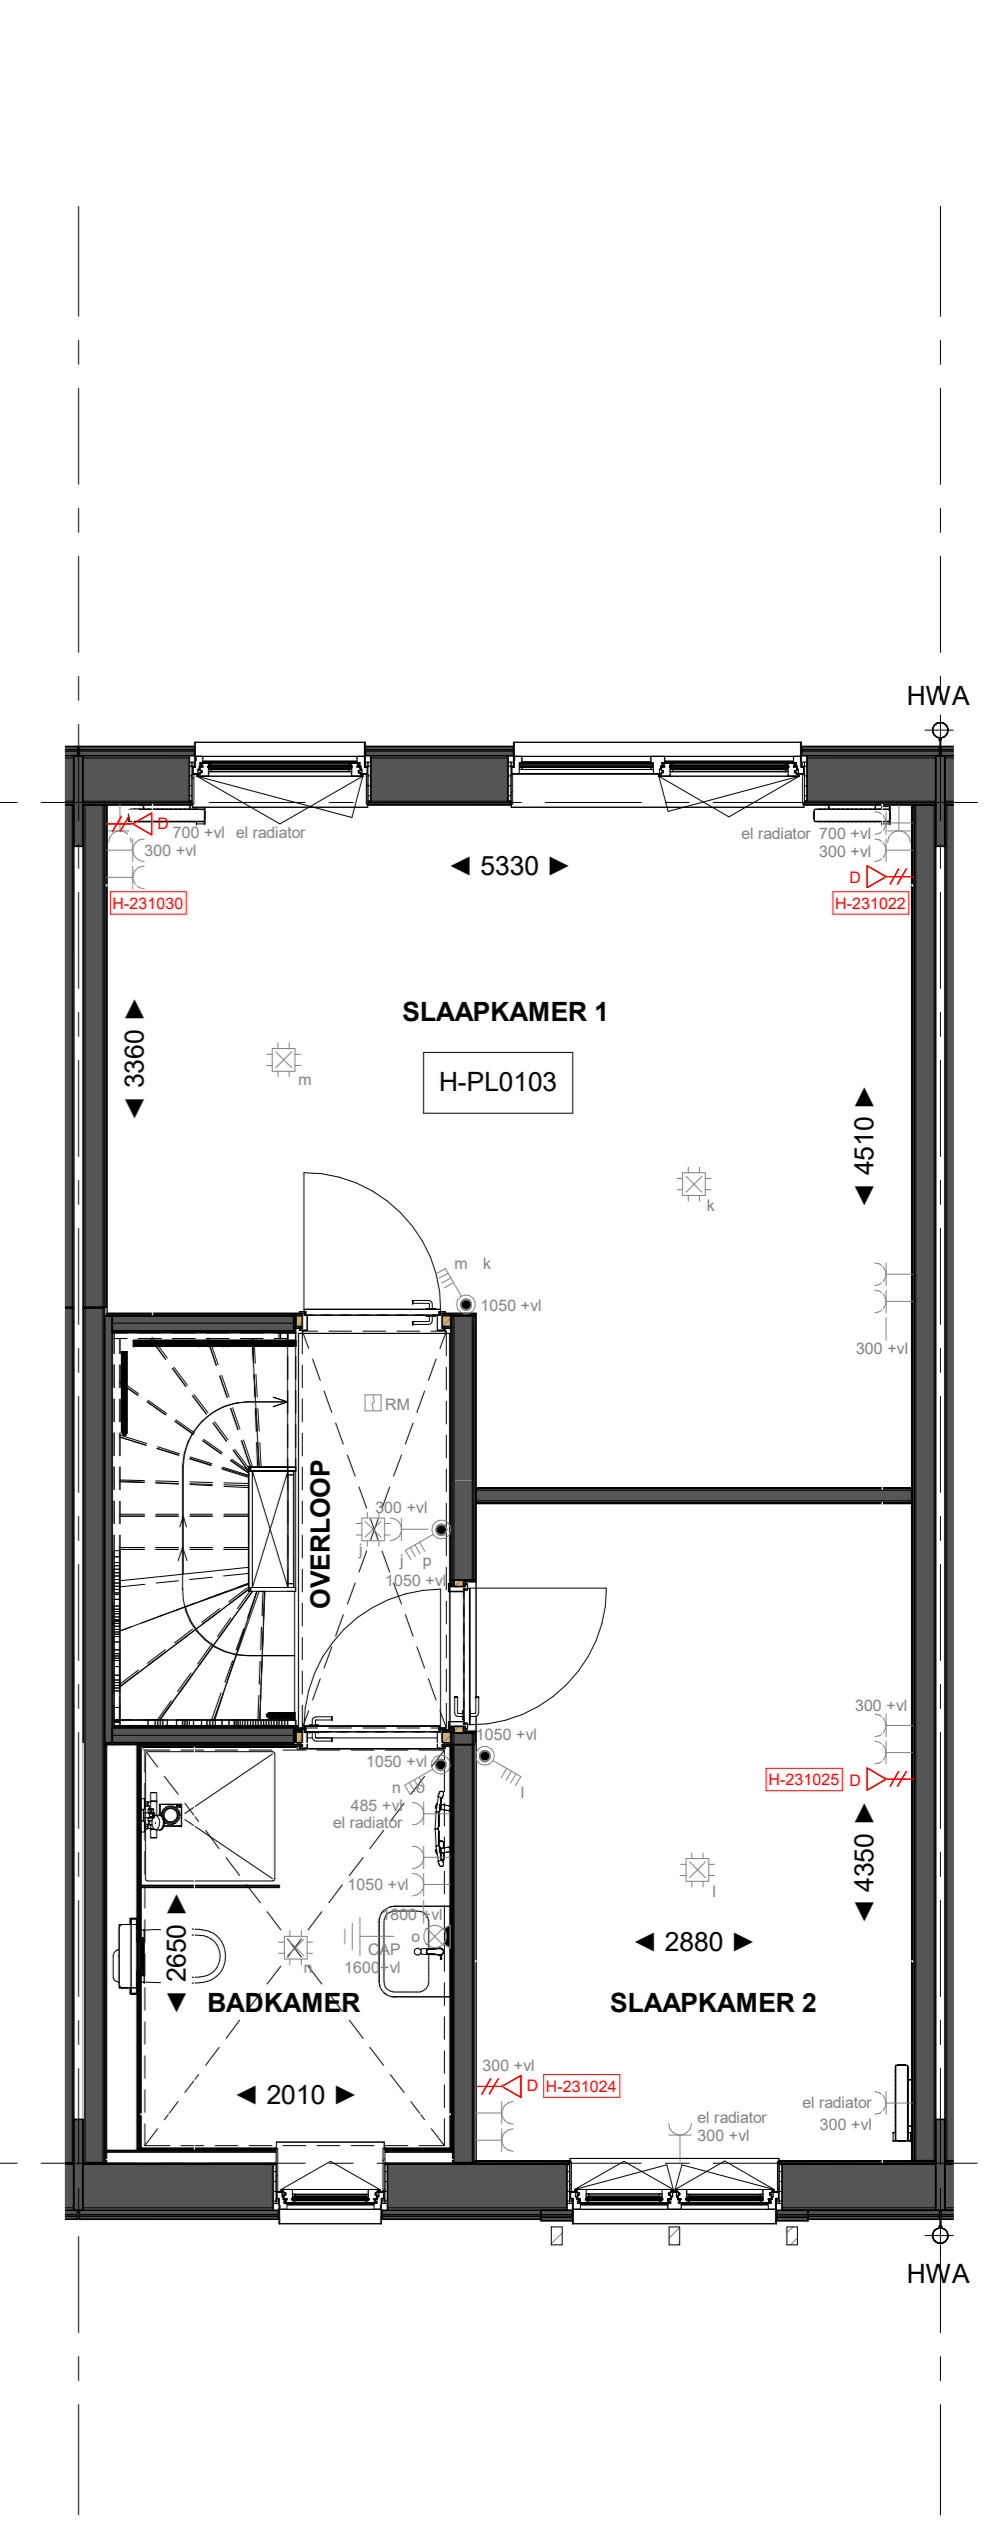 HWA
D
700 +vl
el radiator
300 +vl
H-231030
el radiator 700 +vl
300 +vl
D
H-231022
5330
SLAAPKAMER 1
3360
H-PL0103
m
4510
k
m k
1050 +vl
300 +vl
RM
OVERLOOP
300 +vl
j
j p
1050 +vl
1050 +vl
300 +vl
H-231025 D
1050 +vl
n o
l
485 +vl
el radiator
1050 +vl
4350
l
1800 +vl
o
CAP
1600+vl
n
2650
2880
BADKAMER
SLAAPKAMER 2
2010
300 +vl
D H-231024
el radiator
300 +vl
el radiator
300 +vl
HWA